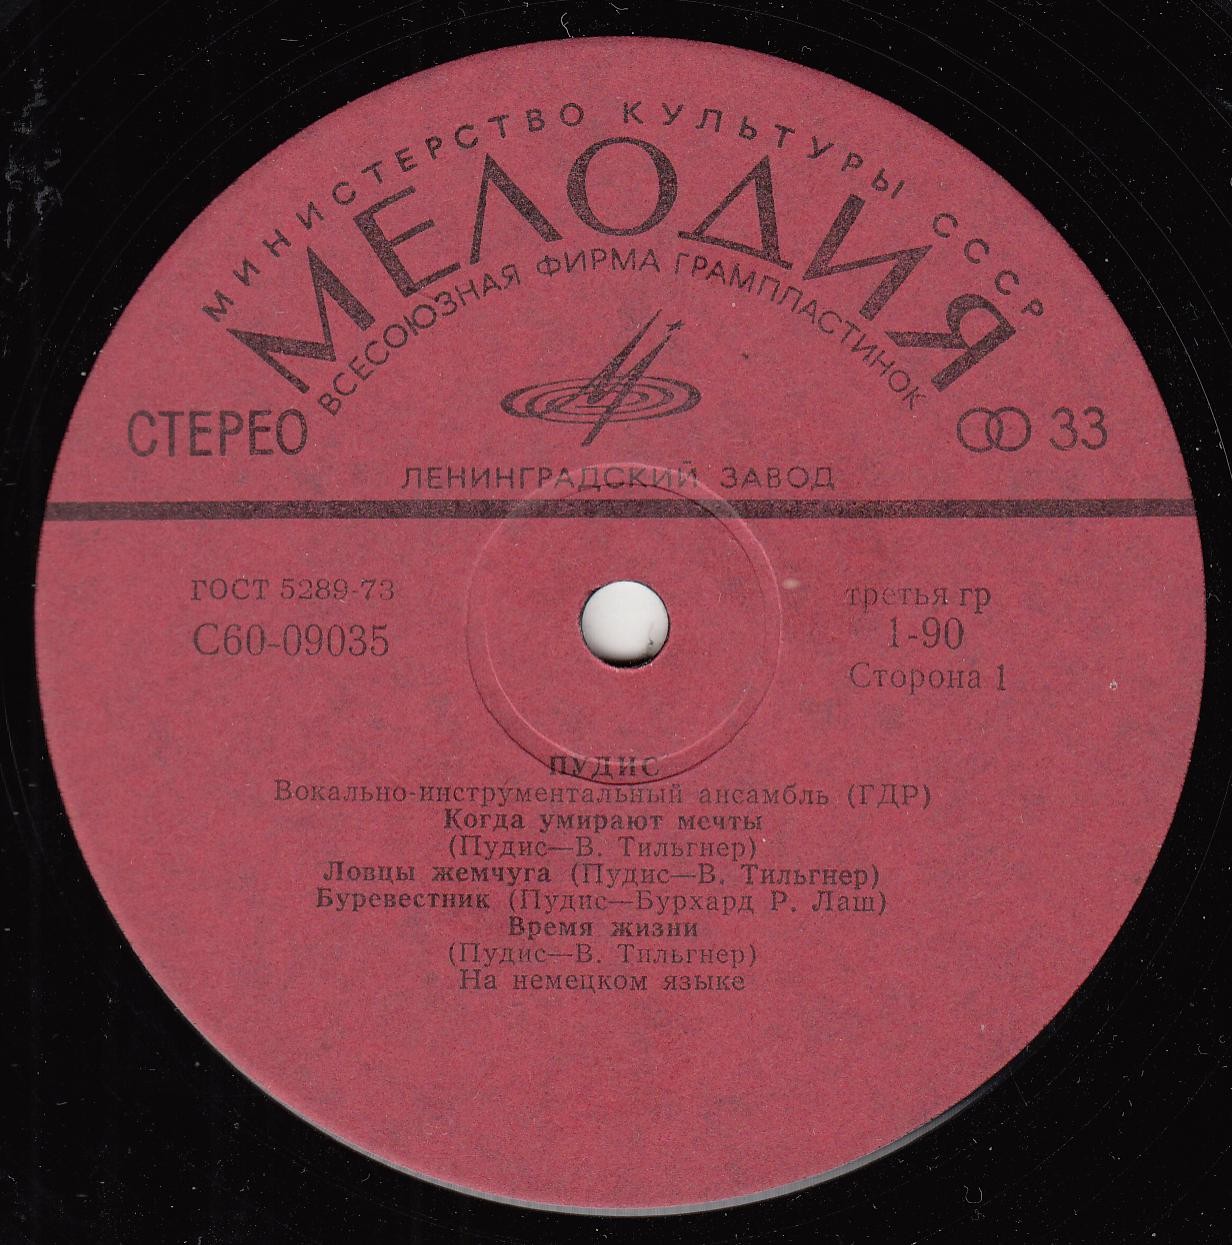 МИНИСТЕРСТВО КУЛЬТУРЫ СССР
МЕЛОДИЯ
ВСЕСОЮЗНАЯ ФИРМА ГРАМПЛАСТИНОК
СТЕРЕО
33
ЛЕНИНГРАДСКИЙ ЗАВОД
ГОСТ 5289-73
С60-09035
третья гр
1-90
Сторона 1
ПУДИС
Вокально-инструментальный ансамбль (ГДР)
Когда умирают мечты
(Пудис—В. Тильгнер)
Ловцы жемчуга (Пудис—В. Тильгнер)
Буревестник (Пудис—Бурхард Р. Лаш)
Время жизни
(Пудис—В. Тильгнер)
На немецком языке